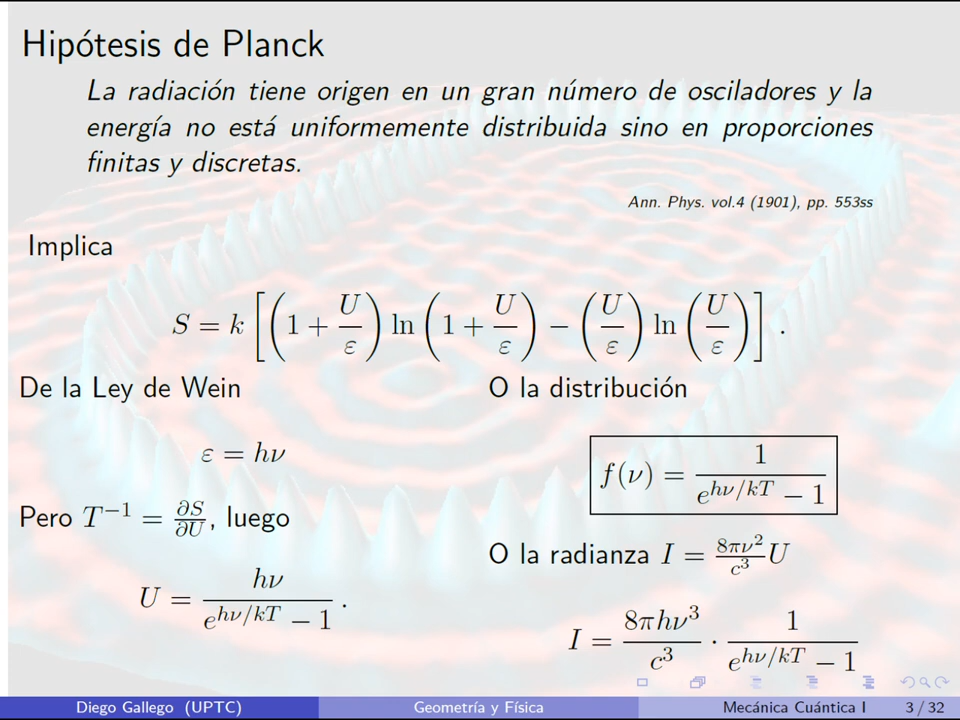 Hipótesis de Planck
La radiación tiene origen en un gran número de osciladores y la
energía no está uniformemente distribuida sino en proporciones
finitas y discretas.
Ann. Phys. vol.4 (1901), pp. 553ss
Implica
S = k [ ( 1 + U/ε ) ln ( 1 + U/ε ) − ( U/ε ) ln ( U/ε ) ] .
De la Ley de Wein
ε = hν
Pero T⁻¹ = ∂S/∂U, luego
U = hν / (e^{hν/kT} − 1) .
O la distribución
f(ν) = 1 / (e^{hν/kT} − 1)
O la radianza I = 8πν²/c³ U
I = 8πhν³/c³ · 1 / (e^{hν/kT} − 1)
Diego Gallego (UPTC) Geometría y Física Mecánica Cuántica I 3 / 32